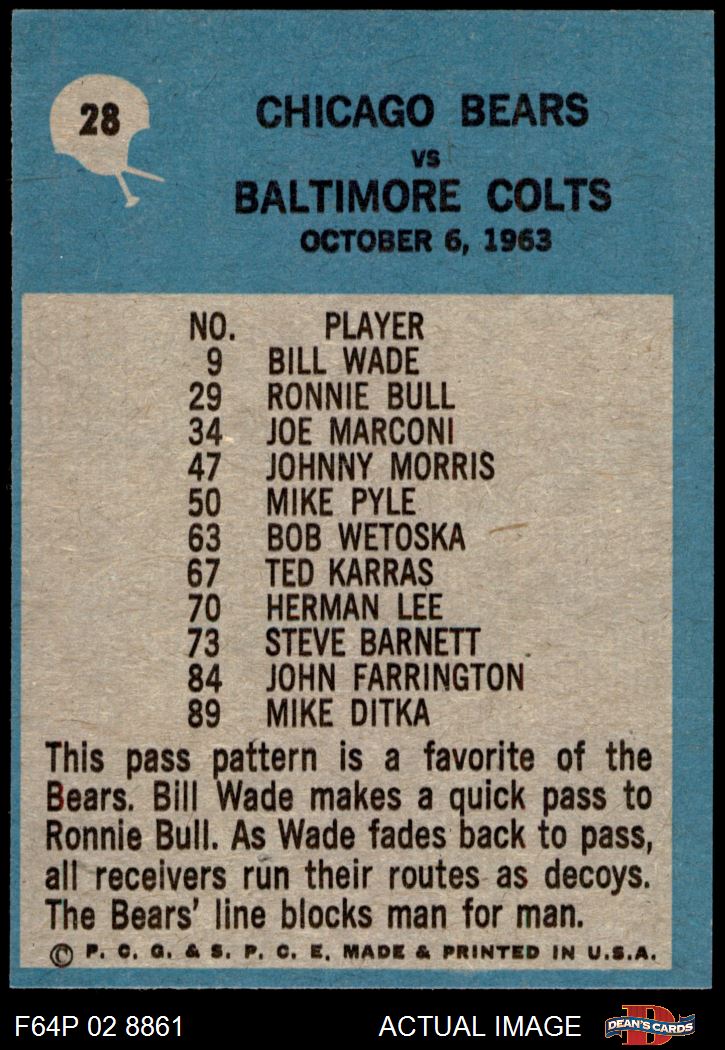 28
CHICAGO BEARS
VS
BALTIMORE COLTS
OCTOBER 6, 1963
NO. PLAYER
9 BILL WADE
29 RONNIE BULL
34 JOE MARCONI
47 JOHNNY MORRIS
50 MIKE PYLE
63 BOB WETOSKA
67 TED KARRAS
70 HERMAN LEE
73 STEVE BARNETT
84 JOHN FARRINGTON
89 MIKE DITKA
This pass pattern is a favorite of the
Bears. Bill Wade makes a quick pass to
Ronnie Bull. As Wade fades back to pass,
all receivers run their routes as decoys.
The Bears' line blocks man for man.
© P. C. G. & S. P. C. E. MADE & PRINTED IN U.S.A.
F64P 02 8861 ACTUAL IMAGE
D
DEAN'S CARDS